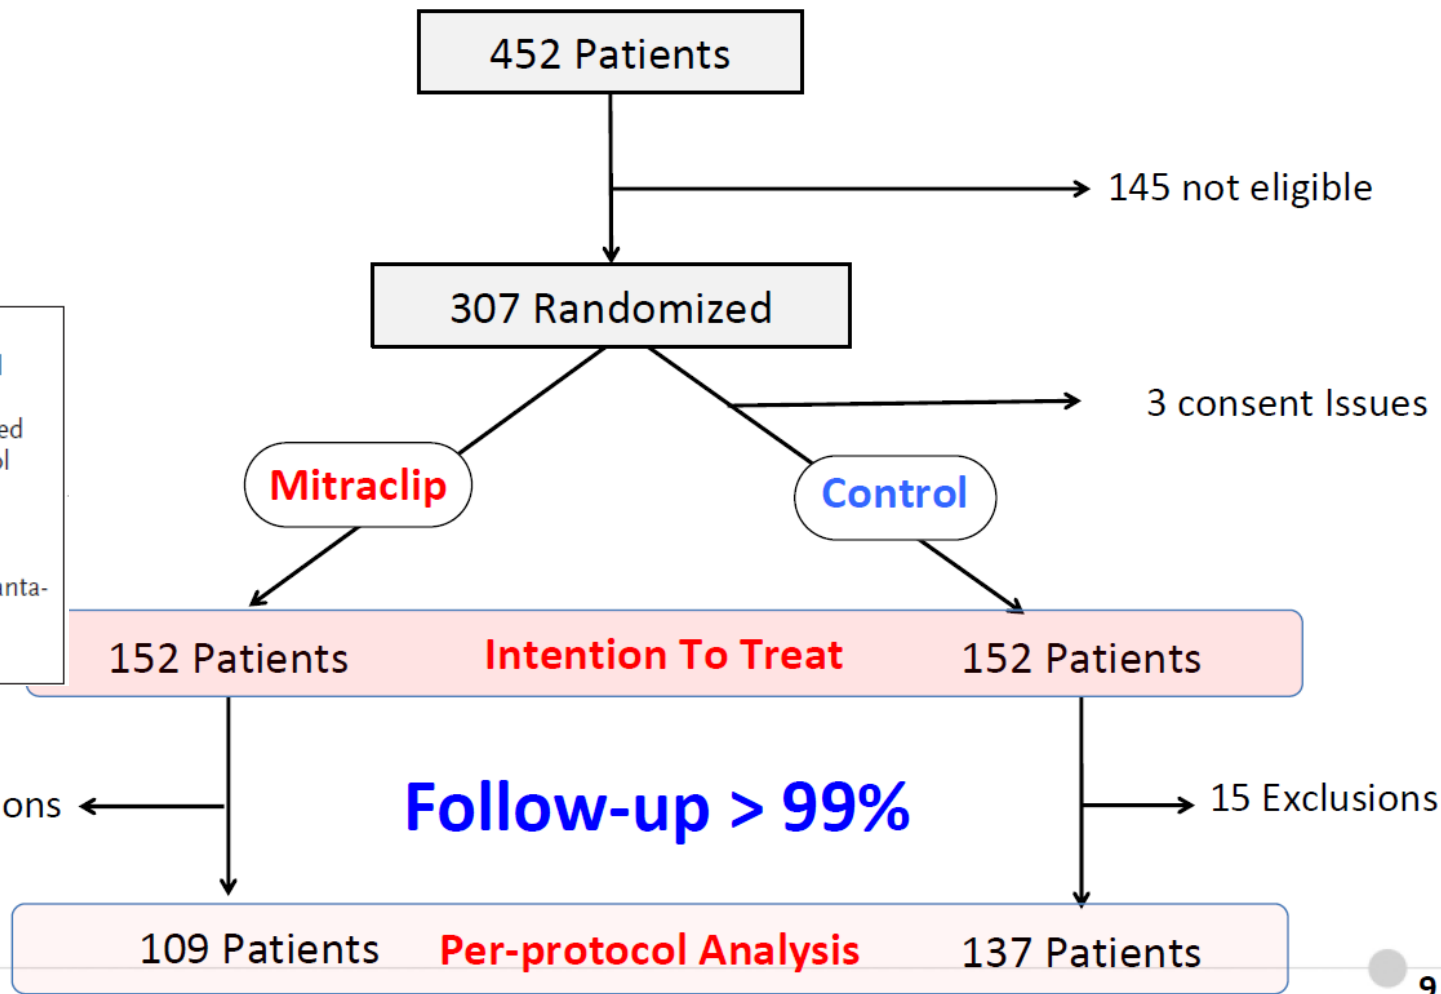 452 Patients
145 not eligible
307 Randomized
3 consent Issues
Mitraclip
Control
152 Patients
Intention To Treat
152 Patients
Follow-up > 99%
15 Exclusions
109 Patients
Per-protocol Analysis
137 Patients
9